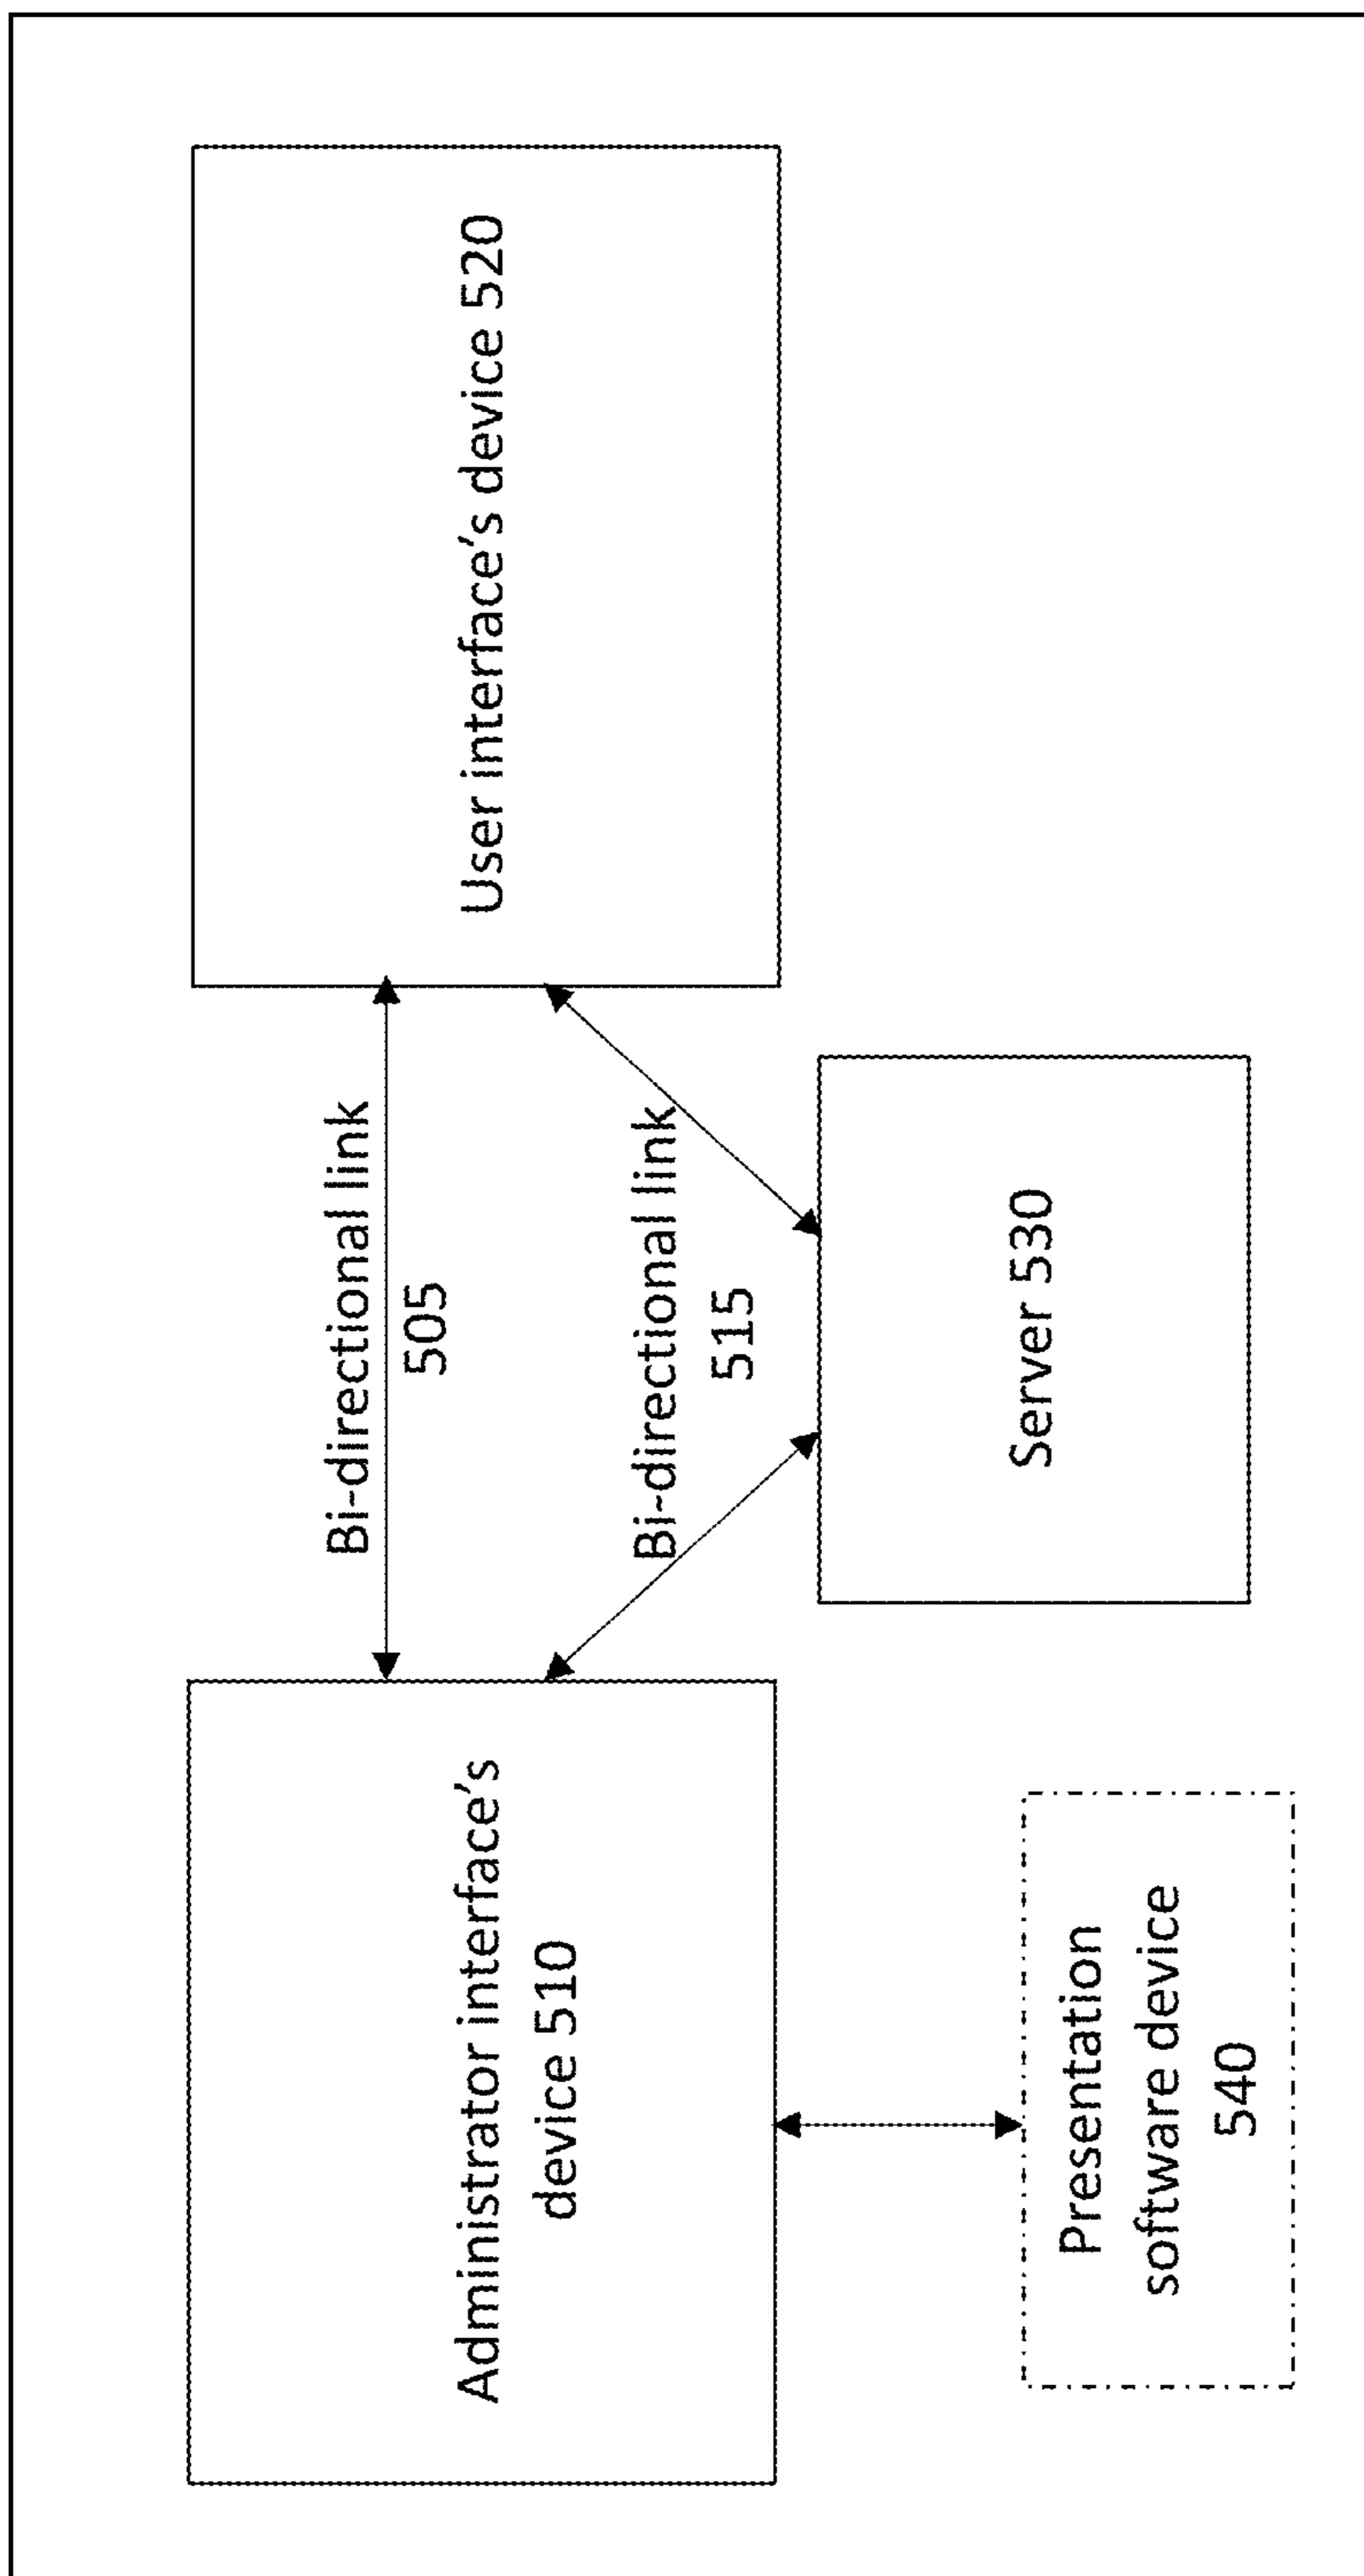 Administrator interface's
device 510
Bi-directional link
505
User interface's device 520
Bi-directional link
515
Server 530
Presentation
software device
540